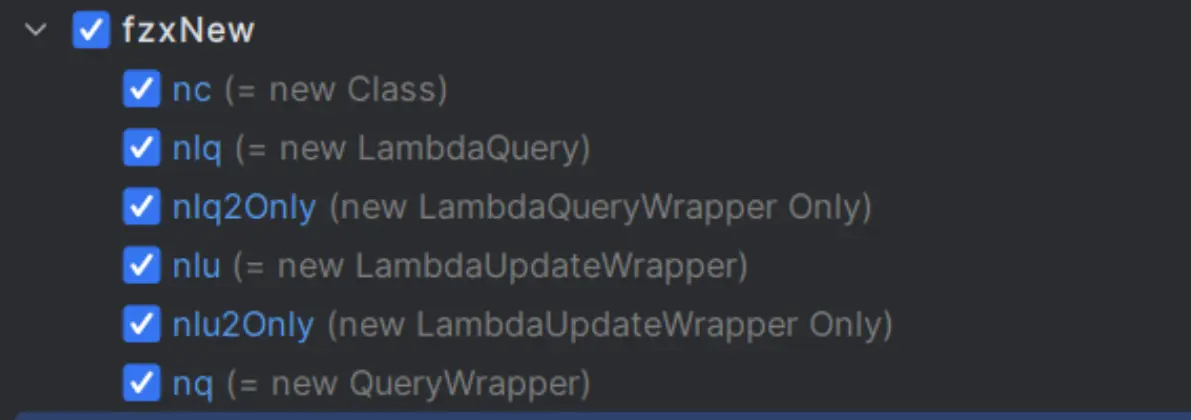 fzxNew
nc (= new Class)
nlq (= new LambdaQuery)
nlq2Only (new LambdaQueryWrapper Only)
nlu (= new LambdaUpdateWrapper)
nlu2Only (new LambdaUpdateWrapper Only)
nq (= new QueryWrapper)